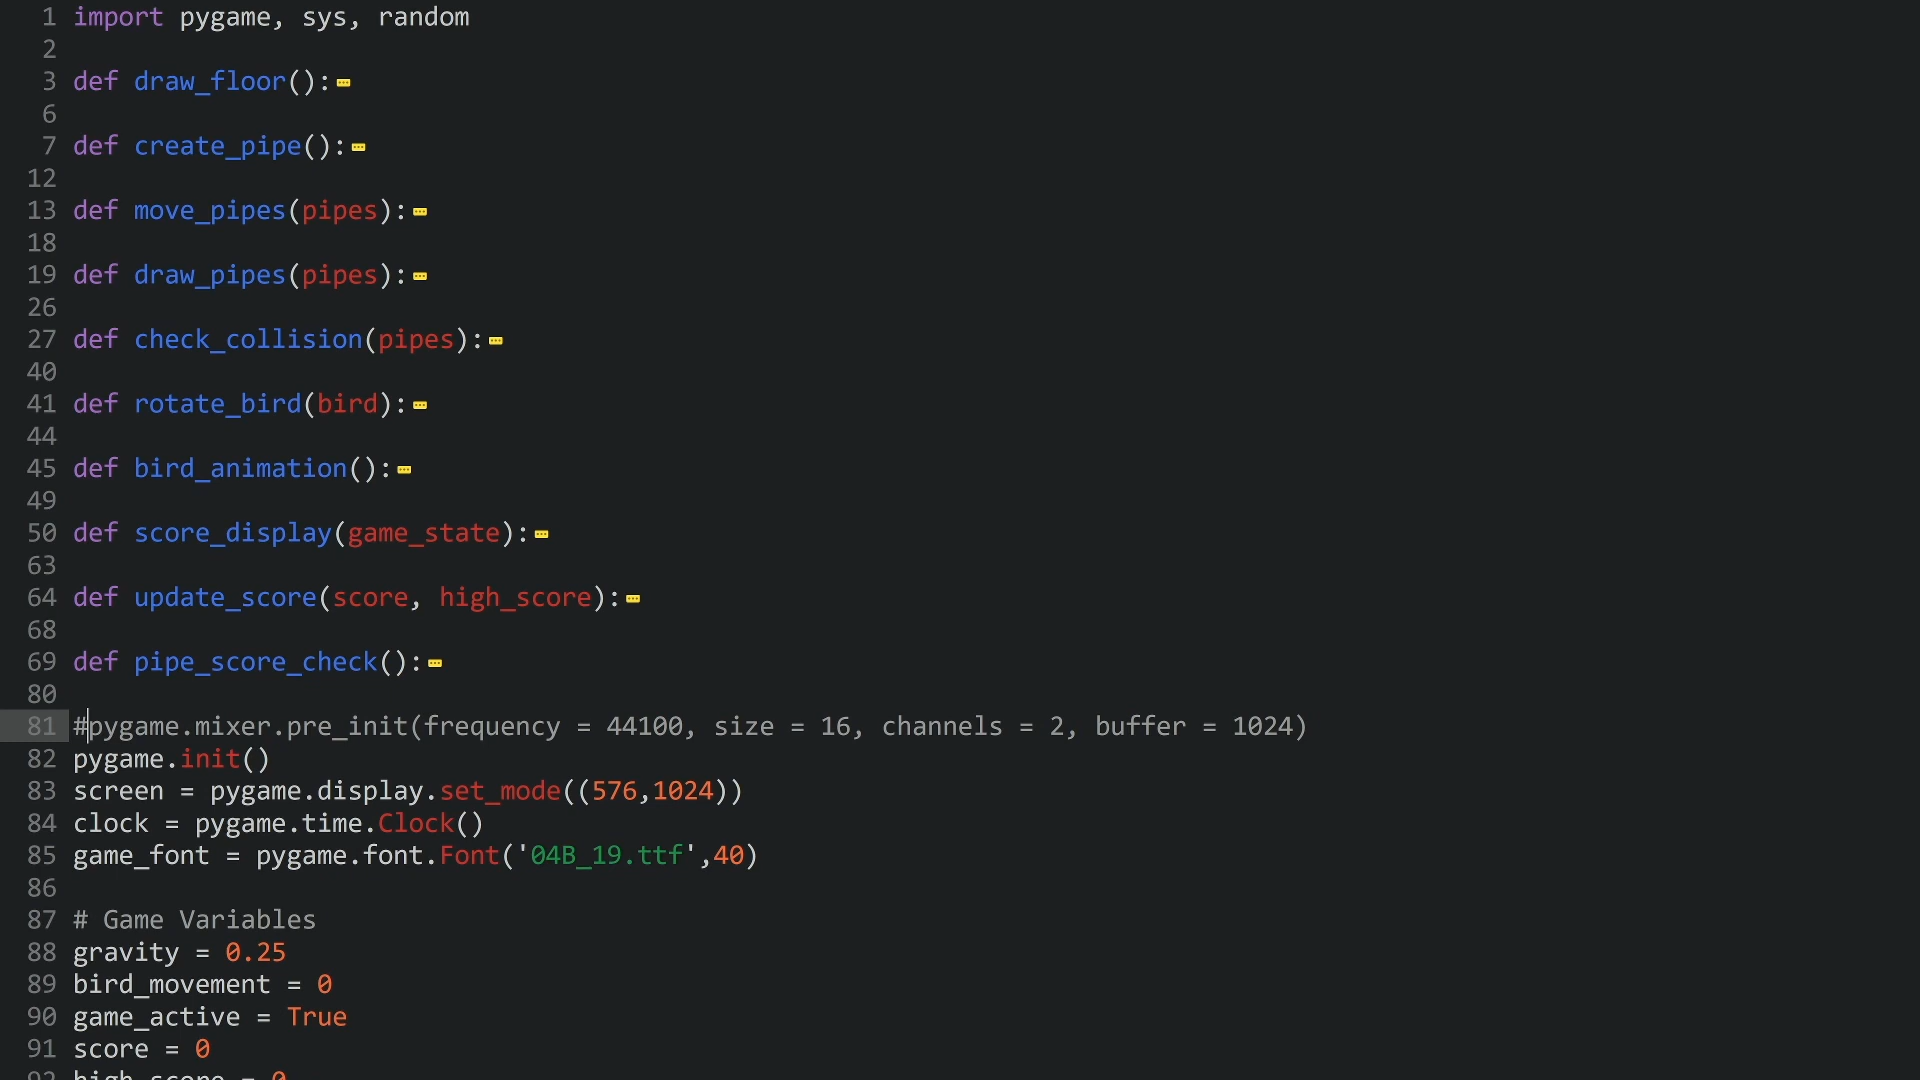 1 import pygame, sys, random
2
3 def draw_floor():
6
7 def create_pipe():
12
13 def move_pipes(pipes):
18
19 def draw_pipes(pipes):
26
27 def check_collision(pipes):
40
41 def rotate_bird(bird):
44
45 def bird_animation():
49
50 def score_display(game_state):
63
64 def update_score(score, high_score):
68
69 def pipe_score_check():
80
81 #pygame.mixer.pre_init(frequency = 44100, size = 16, channels = 2, buffer = 1024)
82 pygame.init()
83 screen = pygame.display.set_mode((576,1024))
84 clock = pygame.time.Clock()
85 game_font = pygame.font.Font('04B_19.ttf',40)
86
87 # Game Variables
88 gravity = 0.25
89 bird_movement = 0
90 game_active = True
91 score = 0
92 high_score = 0